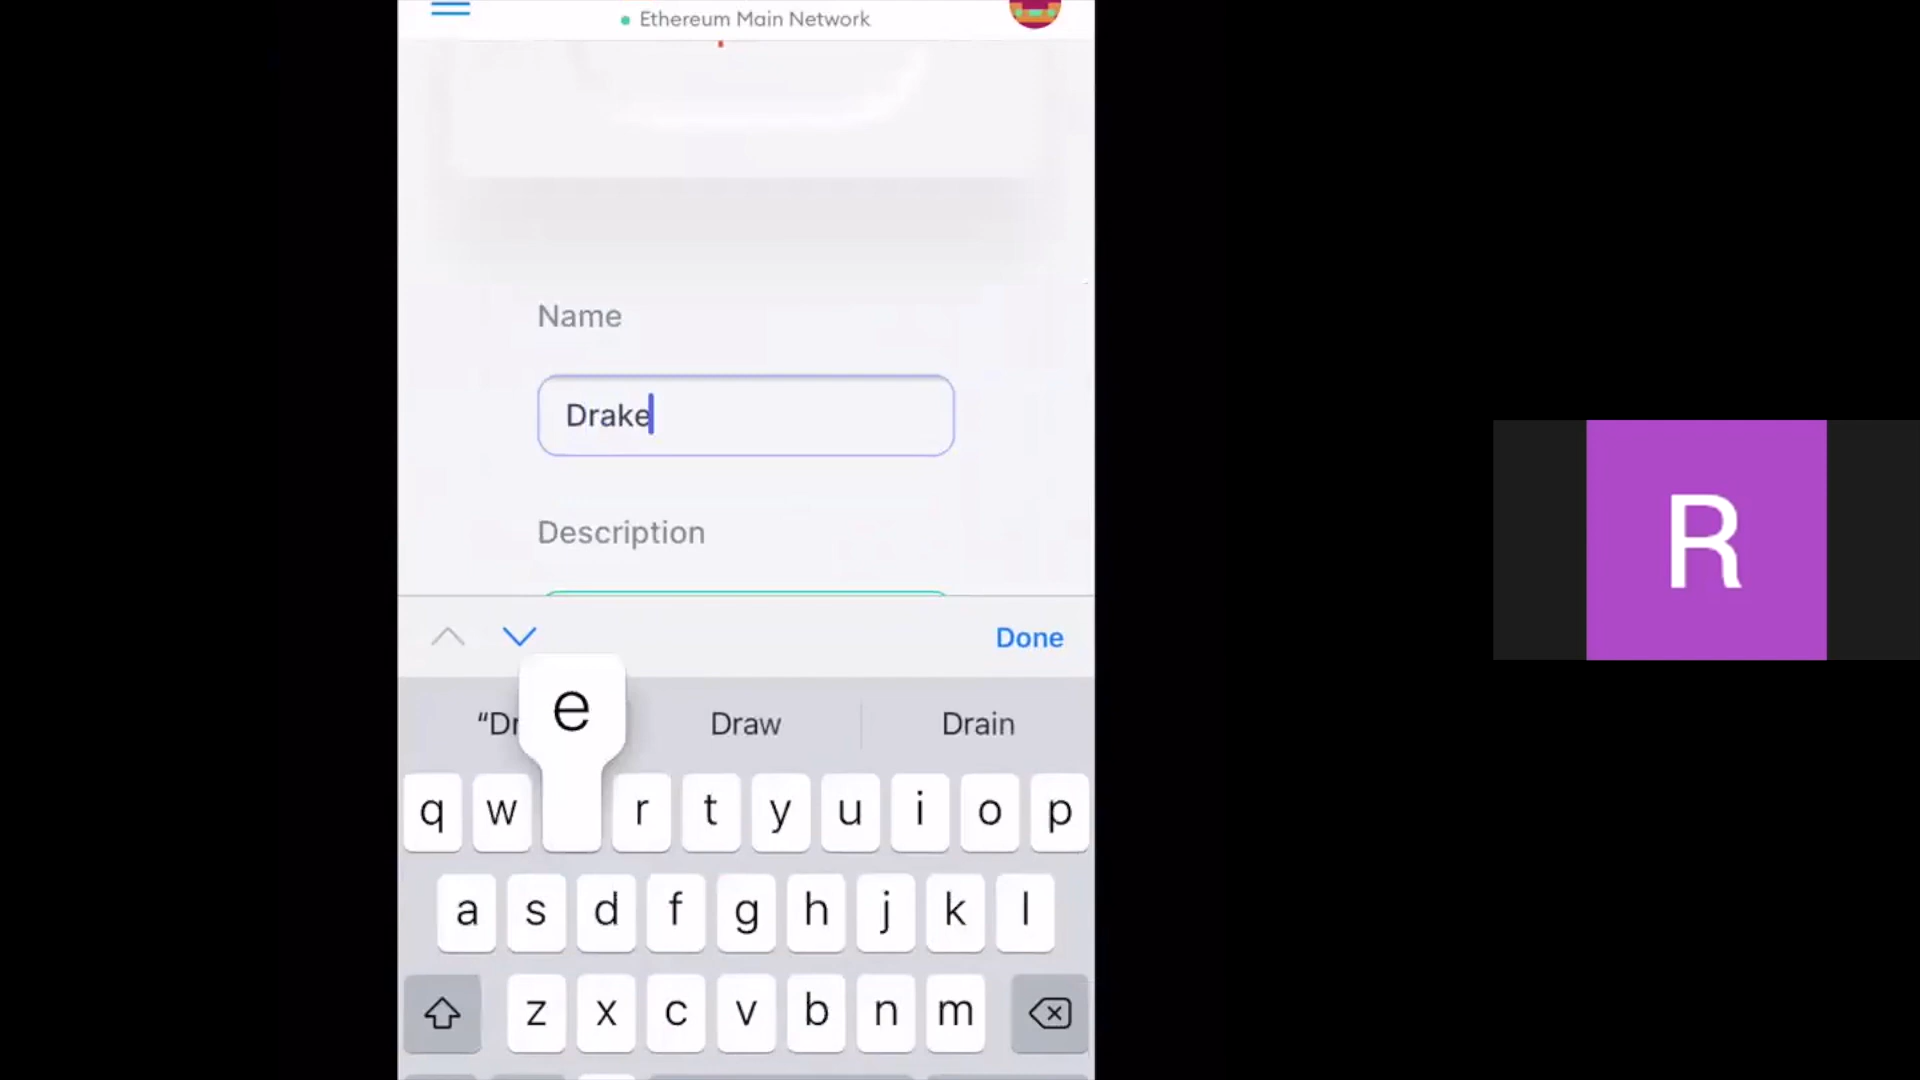 Ethereum Main Network
Name
Drake
Description
Done
“Dr
e
Draw
Drain
q w r t y u i o p
a s d f g h j k l
z x c v b n m
R